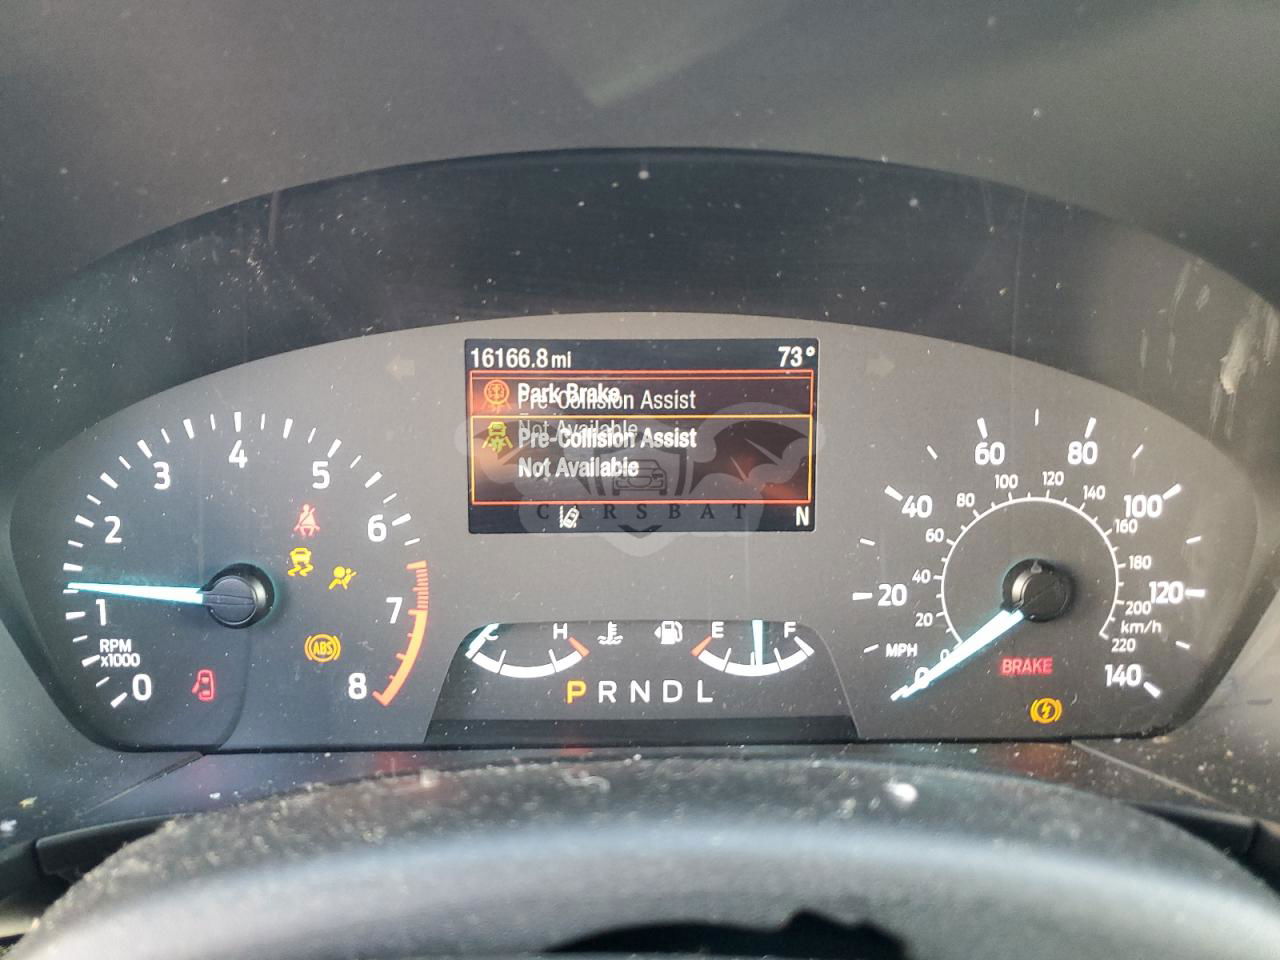 16166.8 mi
73°
Park Brake
Pre-Collision Assist
Not Available
Pre-Collision Assist
Not Available
CARSBAT
N
0
1
2
3
4
5
6
7
8
RPM
x1000
ABS
C
H
E
F
P R N D L
0
20
40
60
80
100
120
140
MPH
0
20
40
60
80
100
120
140
160
180
200
220
km/h
BRAKE